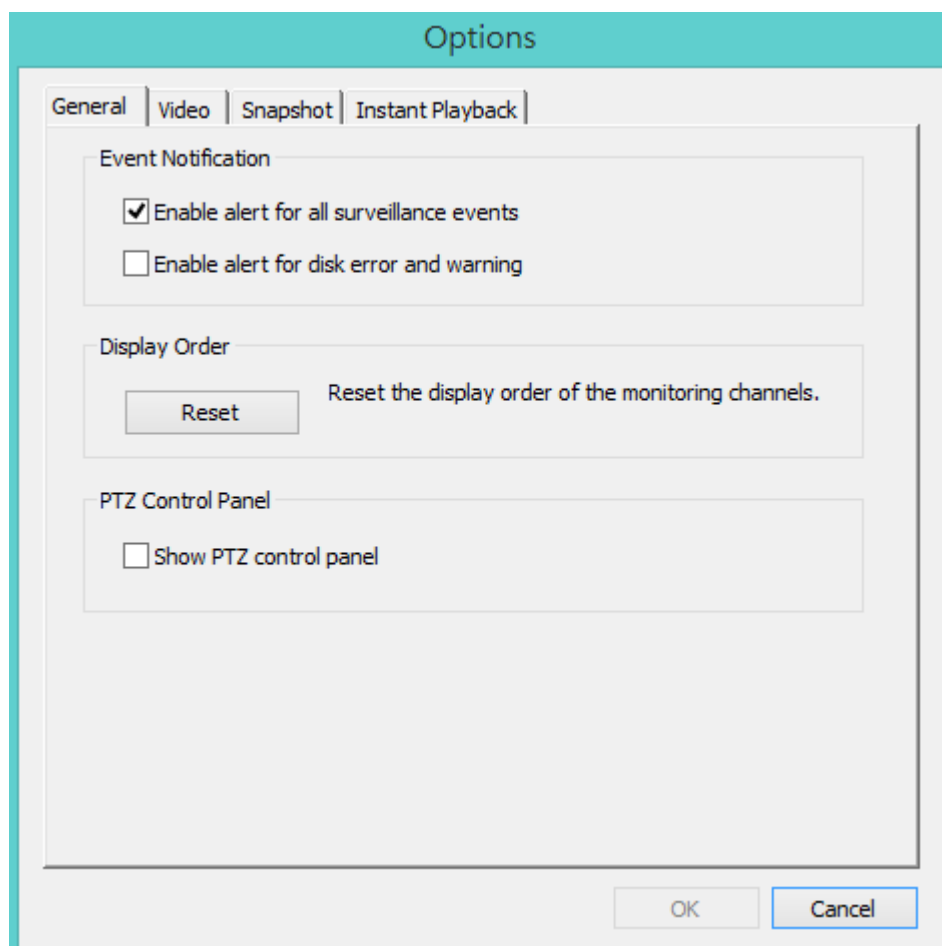 Options
General Video Snapshot Instant Playback
Event Notification
Enable alert for all surveillance events
Enable alert for disk error and warning
Display Order
Reset Reset the display order of the monitoring channels.
PTZ Control Panel
Show PTZ control panel
OK Cancel